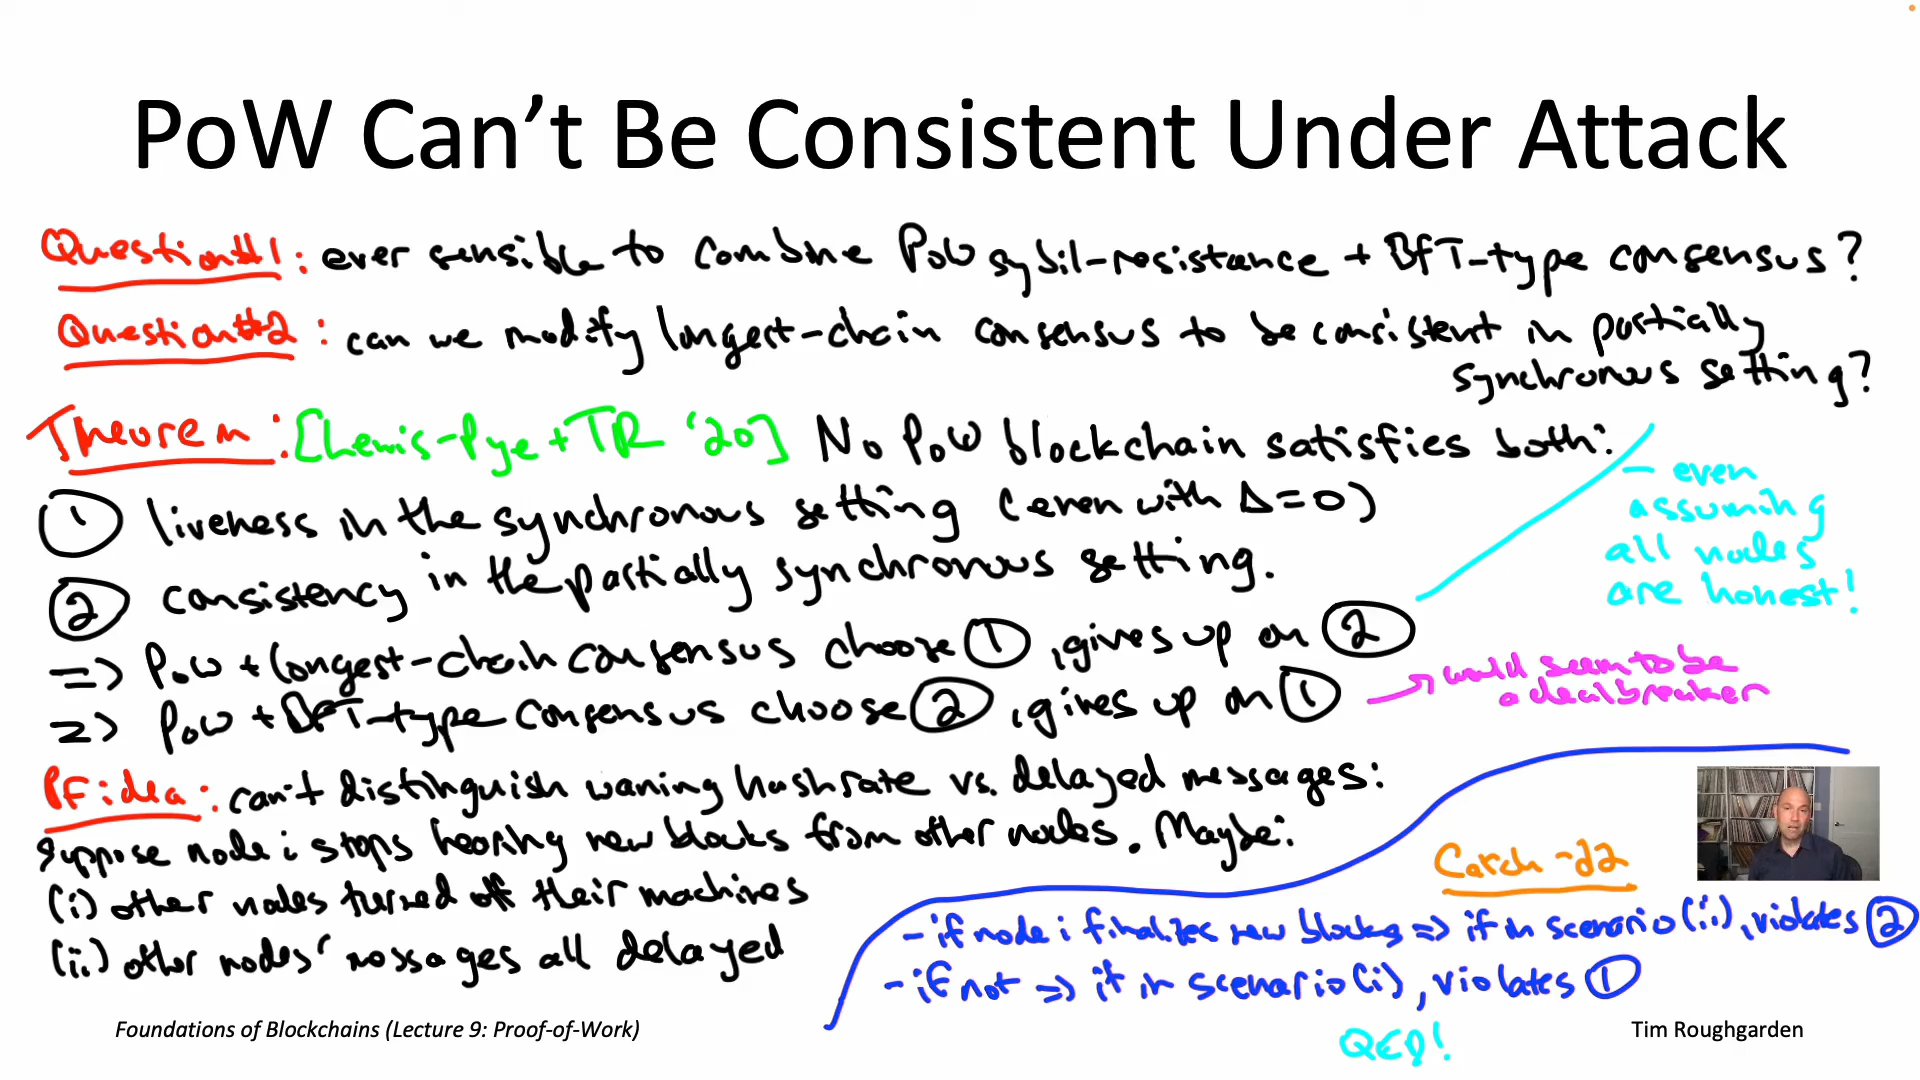 PoW Can't Be Consistent Under Attack
Question #1: ever sensible to combine PoW sybil-resistance + BFT-type consensus?
Question #2: can we modify longest-chain consensus to be consistent in partially
synchronous setting?
Theorem: [Lewis-Pye + TR '20] No PoW blockchain satisfies both:
① liveness in the synchronous setting (even with Δ=0)
② consistency in the partially synchronous setting.
- even
assuming
all nodes
are honest!
=> PoW + longest-chain consensus choose ①, gives up on ②
=> PoW + BFT-type consensus choose ②, gives up on ①
→ would seem to be
a dealbreaker
Pf idea: can't distinguish waning hashrate vs. delayed messages:
suppose node i stops hearing new blocks from other nodes. Maybe:
(i) other nodes turned off their machines
(ii) other nodes' messages all delayed
Catch-22
- if node i finalizes new blocks => if in scenario (ii), violates ②
- if not => if in scenario (i), violates ①
QED!
Foundations of Blockchains (Lecture 9: Proof-of-Work)
Tim Roughgarden